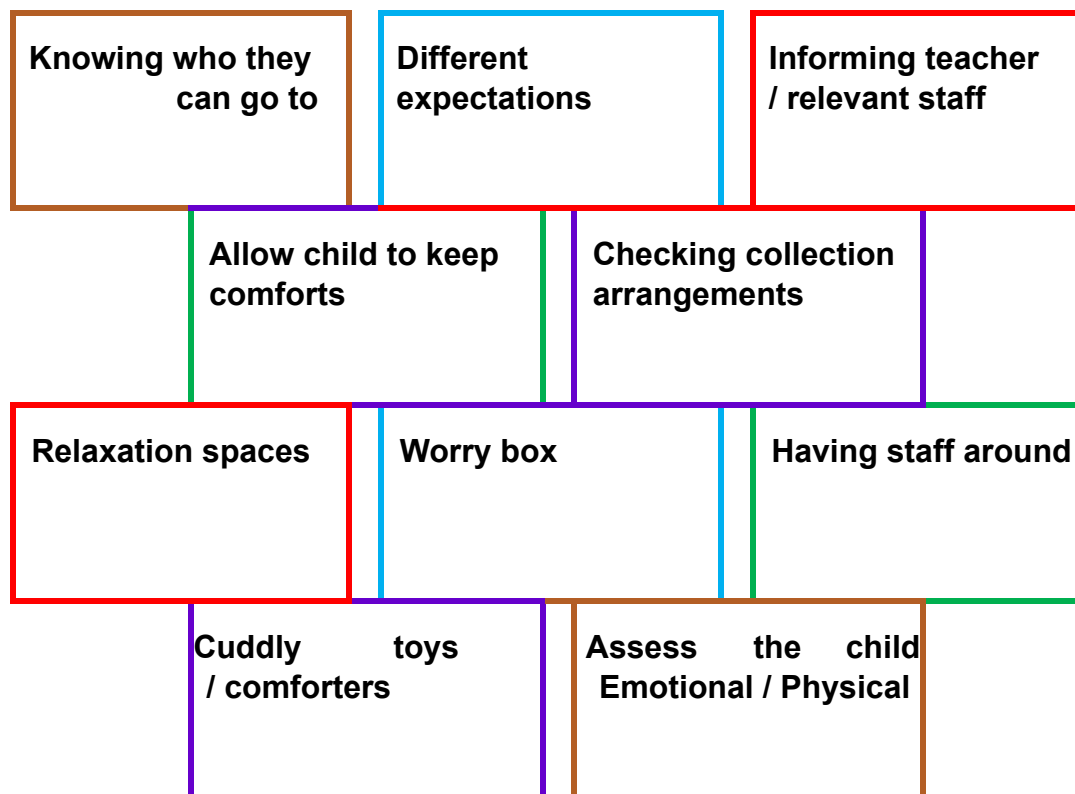 Knowing who they
can go to
Different
expectations
Informing teacher
/ relevant staff
Allow child to keep
comforts
Checking collection
arrangements
Relaxation spaces
Worry box
Having staff around
Cuddly toys
/ comforters
Assess the child
Emotional / Physical